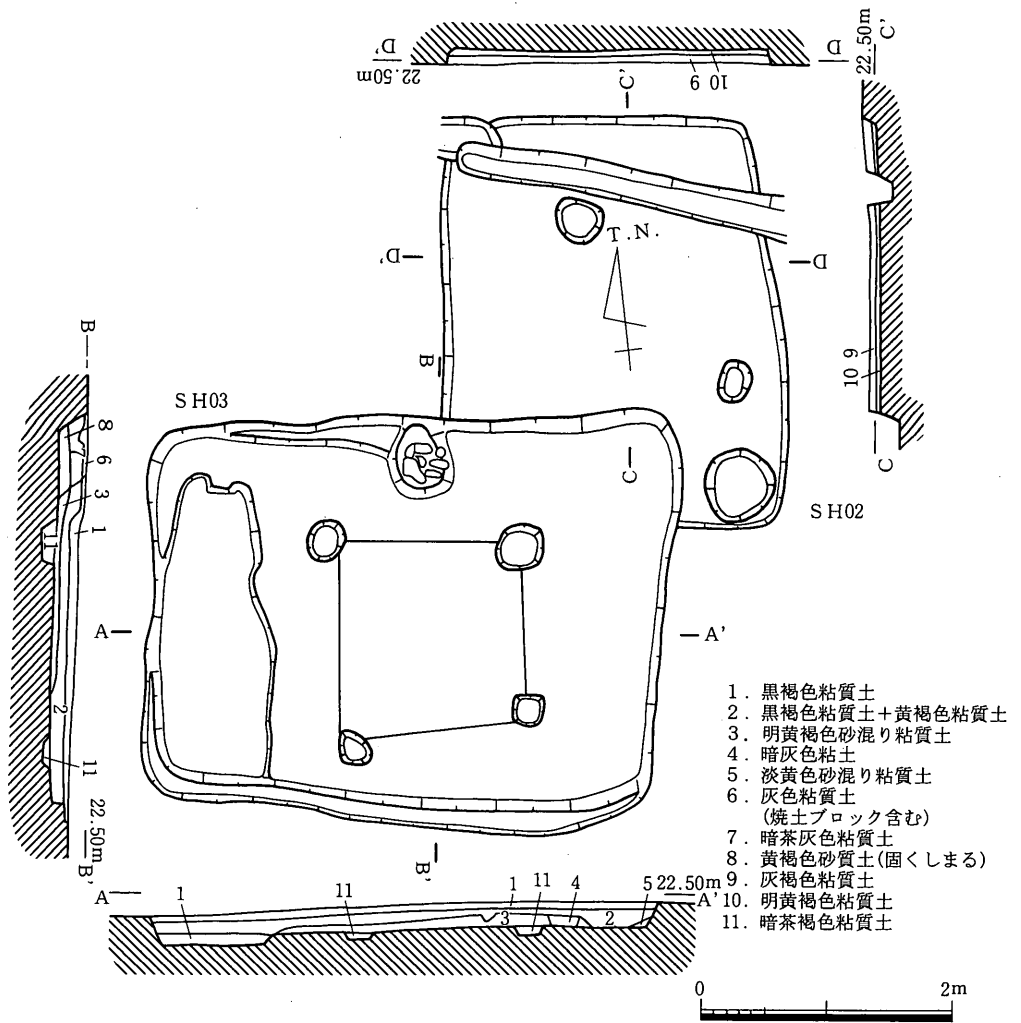 D'
22.50m
9
10
D
22.50m
C'
C'
T.N.
D'
D
B
9
10
C
C
S H02
B
S H03
8
6
3
1
11
2
11
22.50m
B'
A
A'
B'
A
1
11
1
11
4
5
22.50m
A'
3
2
1. 黒褐色粘質土
2. 黒褐色粘質土+黄褐色粘質土
3. 明黄褐色砂混り粘質土
4. 暗灰色粘土
5. 淡黄色砂混り粘質土
6. 灰色粘質土
(焼土ブロック含む)
7. 暗茶灰色粘質土
8. 黄褐色砂質土(固くしまる)
9. 灰褐色粘質土
10. 明黄褐色粘質土
11. 暗茶褐色粘質土
0
2m